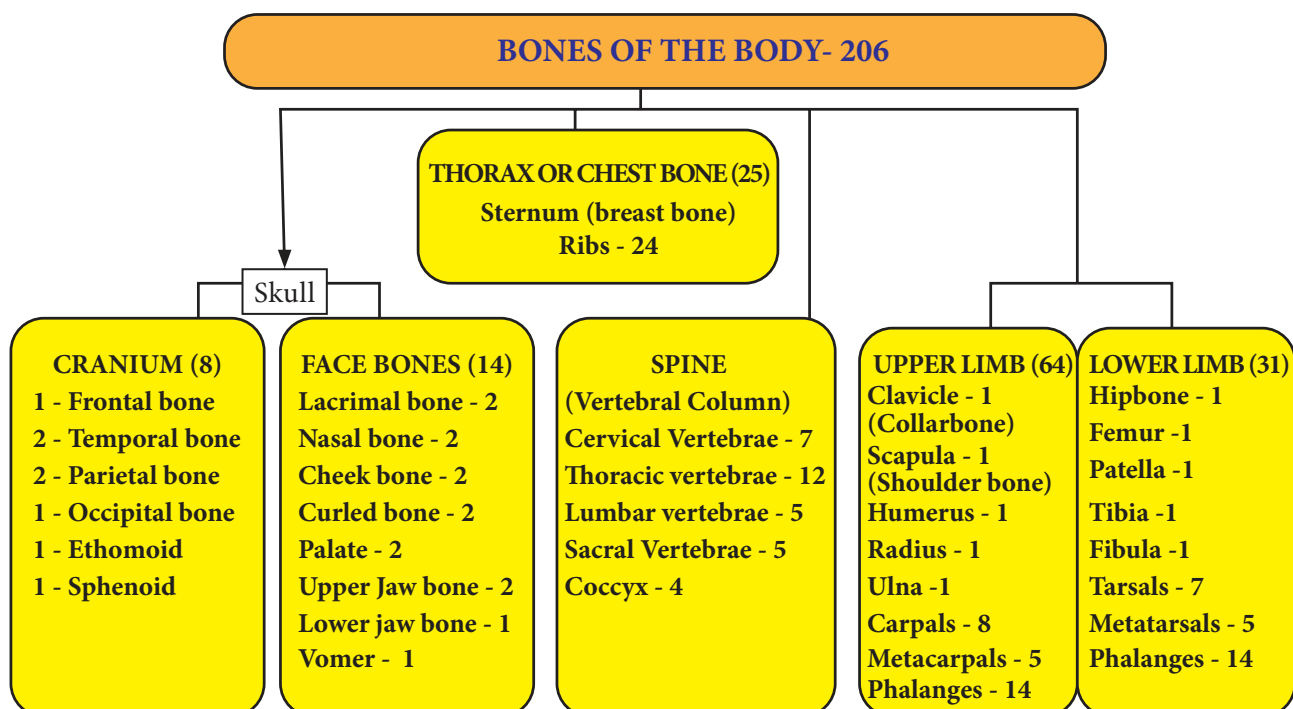 BONES OF THE BODY- 206
THORAX OR CHEST BONE (25)
Sternum (breast bone)
Ribs - 24
Skull
CRANIUM (8)
1 - Frontal bone
2 - Temporal bone
2 - Parietal bone
1 - Occipital bone
1 - Ethomoid
1 - Sphenoid
FACE BONES (14)
Lacrimal bone - 2
Nasal bone - 2
Cheek bone - 2
Curled bone - 2
Palate - 2
Upper Jaw bone - 2
Lower jaw bone - 1
Vomer - 1
SPINE
(Vertebral Column)
Cervical Vertebrae - 7
Thoracic vertebrae - 12
Lumbar vertebrae - 5
Sacral Vertebrae - 5
Coccyx - 4
UPPER LIMB (64)
Clavicle - 1
(Collarbone)
Scapula - 1
(Shoulder bone)
Humerus - 1
Radius - 1
Ulna -1
Carpals - 8
Metacarpals - 5
Phalanges - 14
LOWER LIMB (31)
Hipbone - 1
Femur -1
Patella -1
Tibia -1
Fibula -1
Tarsals - 7
Metatarsals - 5
Phalanges - 14